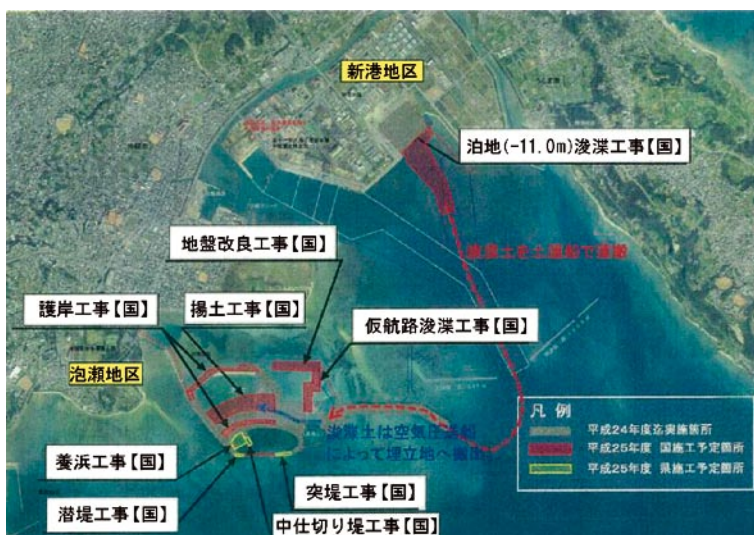 新港地区
泊地(-11.0m)浚渫工事【国】
地盤改良工事【国】
護岸工事【国】
揚土工事【国】
仮航路浚渫工事【国】
泡瀬地区
養浜工事【国】
潜堤工事【国】
突堤工事【国】
中仕切り堤工事【国】
凡 例
平成24年度迄実施箇所
平成25年度 国施工予定箇所
平成25年度 県施工予定箇所